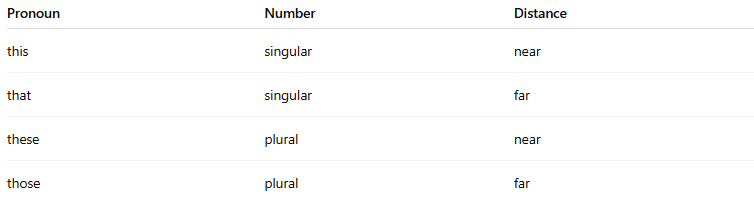 Pronoun Number Distance
this singular near
that singular far
these plural near
those plural far